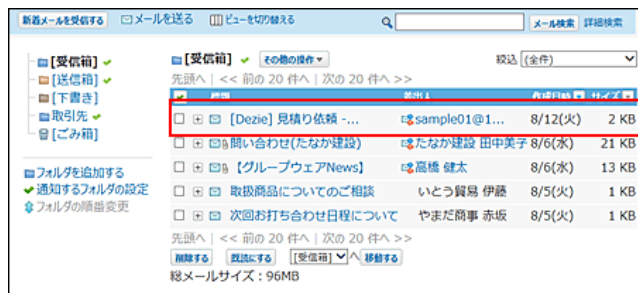 新着メールを受信する メールを送る ビューを切り替える メール検索 詳細検索
[受信箱]
[送信箱]
[下書き]
取引先
[ごみ箱]
フォルダを追加する
通知するフォルダの設定
フォルダの順番変更
[受信箱] その他の操作 絞込 (全件)
先頭へ | << 前の 20 件へ | 次の 20 件へ >>
標題 差出人 作成日時 サイズ
[Dezie] 見積り依頼 -... sample01@1... 8/12(火) 2 KB
問い合わせ(たなか建設) たなか建設 田中美子 8/6(水) 21 KB
【グループウェアNews】 高橋 健太 8/6(水) 13 KB
取扱商品についてのご相談 いとう貿易 伊藤 8/5(火) 1 KB
次回お打ち合わせ日程について やまだ商事 赤坂 8/5(火) 1 KB
先頭へ | << 前の 20 件へ | 次の 20 件へ >>
削除する 既読にする [受信箱] へ 移動する
総メールサイズ：96MB